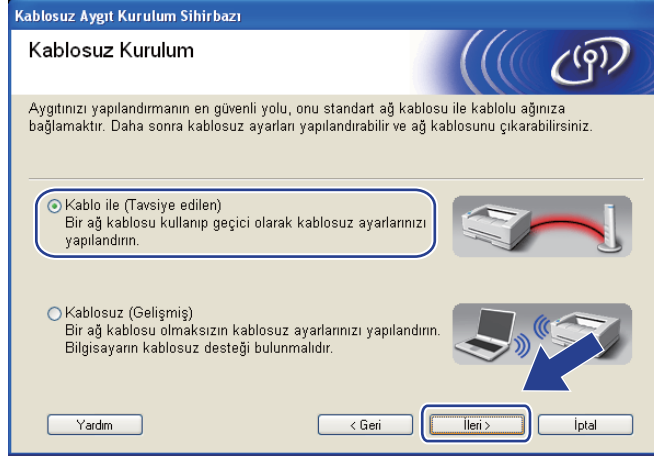 Kablosuz Aygıt Kurulum Sihirbazı
Kablosuz Kurulum
Aygıtınızı yapılandırmanın en güvenli yolu, onu standart ağ kablosu ile kablolu ağınıza
bağlamaktır. Daha sonra kablosuz ayarları yapılandırabilir ve ağ kablosunu çıkarabilirsiniz.
Kablo ile (Tavsiye edilen)
Bir ağ kablosu kullanıp geçici olarak kablosuz ayarlarınızı
yapılandırın.
Kablosuz (Gelişmiş)
Bir ağ kablosu olmaksızın kablosuz ayarlarınızı yapılandırın.
Bilgisayarın kablosuz desteği bulunmalıdır.
Yardım
< Geri
İleri >
İptal